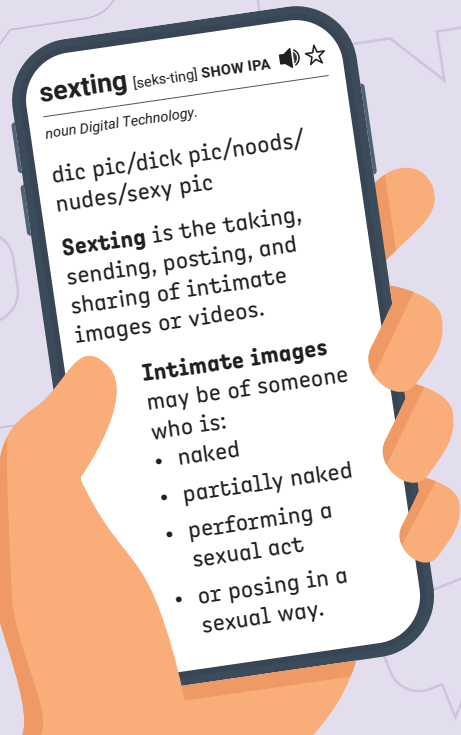 sexting [seks-ting] SHOW IPA
noun Digital Technology.
dic pic/dick pic/noods/
nudes/sexy pic
Sexting is the taking,
sending, posting, and
sharing of intimate
images or videos.
Intimate images
may be of someone
who is:
• naked
• partially naked
• performing a
sexual act
• or posing in a
sexual way.